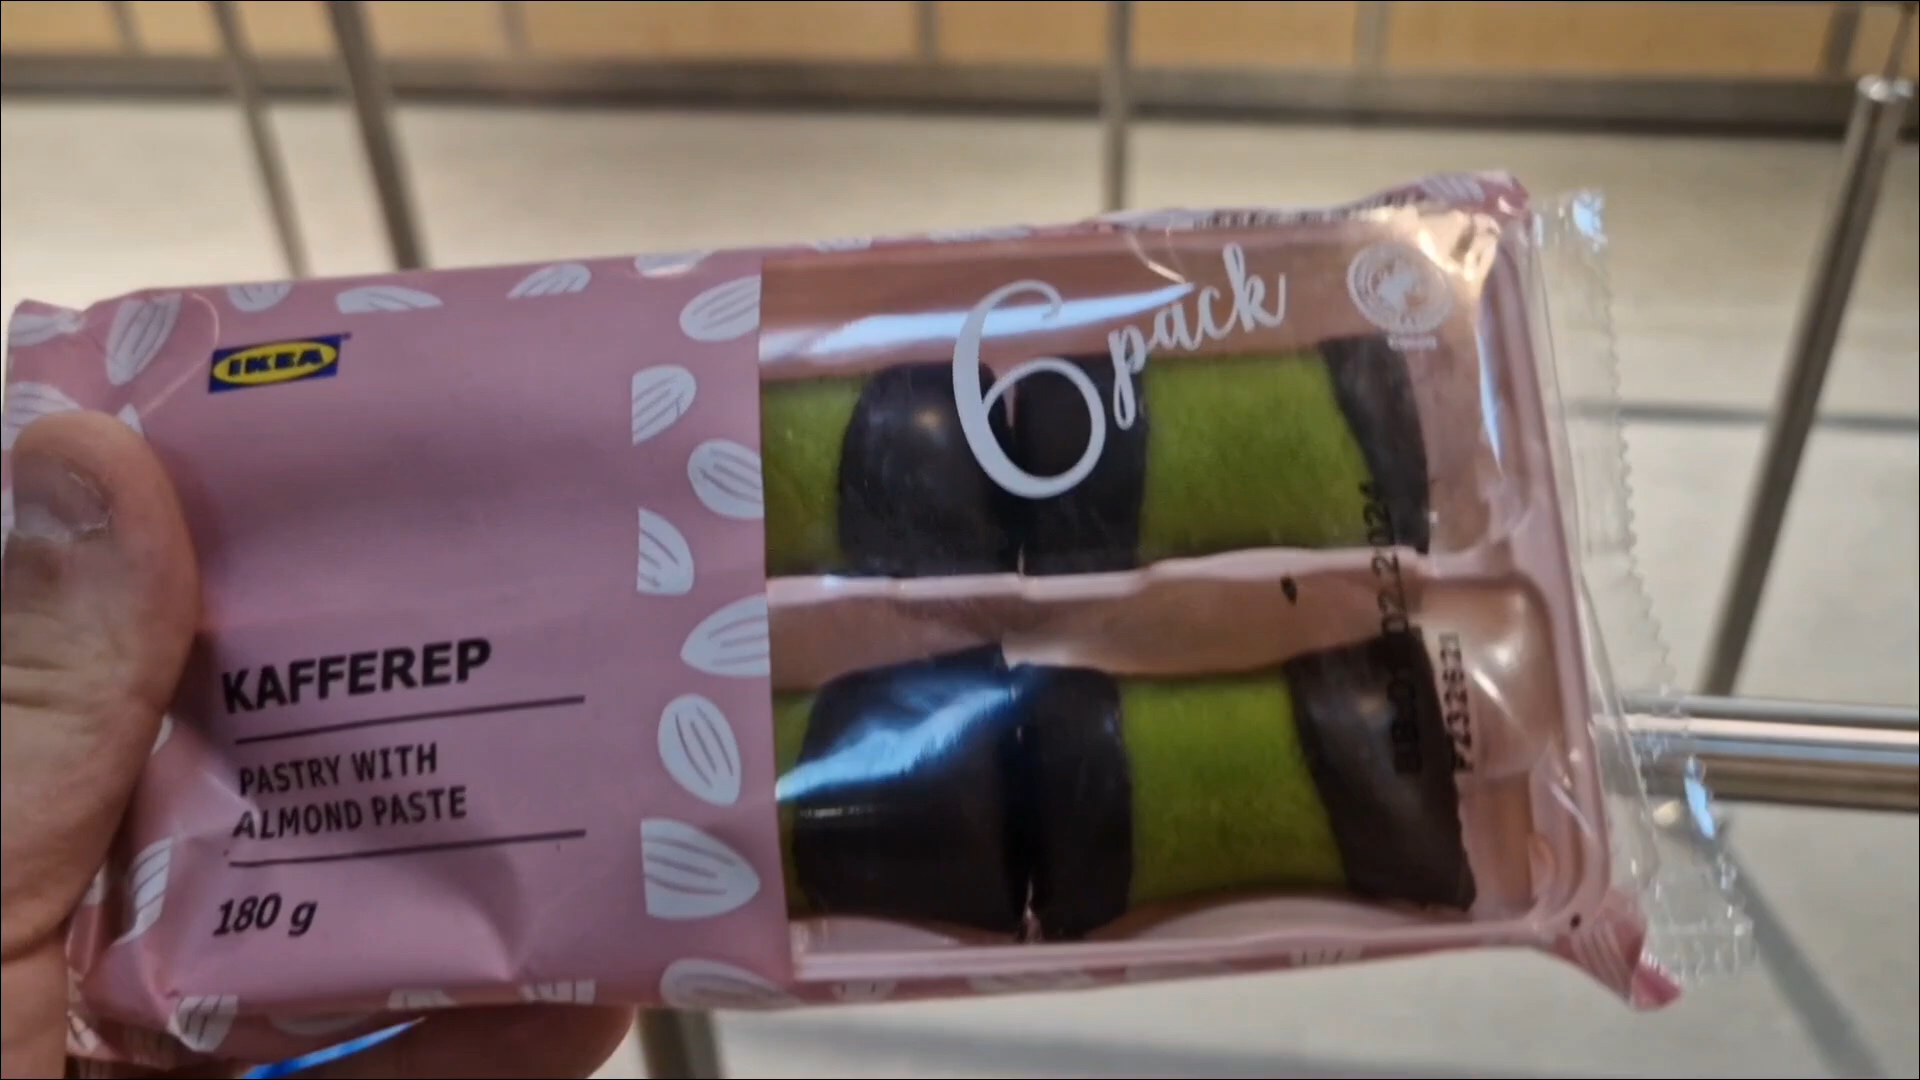 IKEA
6 pack
KAFFEREP
PASTRY WITH
ALMOND PASTE
180 g